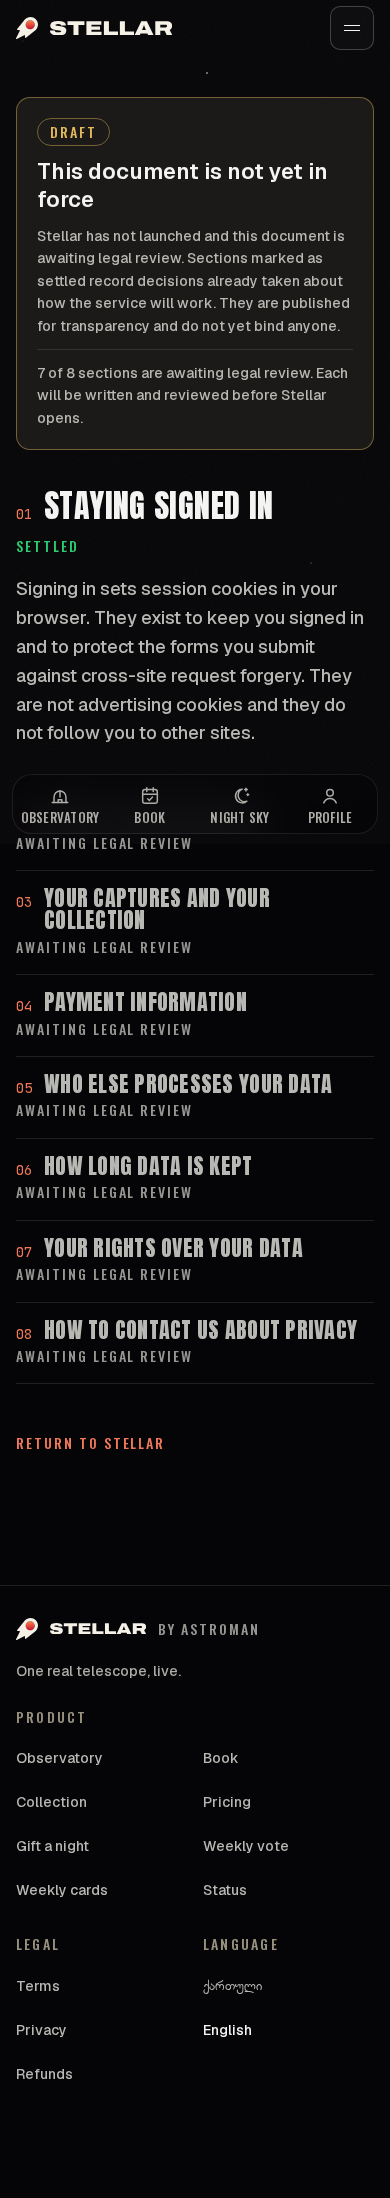 STELLAR
DRAFT
This document is not yet in
force
Stellar has not launched and this document is
awaiting legal review. Sections marked as
settled record decisions already taken about
how the service will work. They are published
for transparency and do not yet bind anyone.
7 of 8 sections are awaiting legal review. Each
will be written and reviewed before Stellar
opens.
01 STAYING SIGNED IN
SETTLED
Signing in sets session cookies in your
browser. They exist to keep you signed in
and to protect the forms you submit
against cross-site request forgery. They
are not advertising cookies and they do
not follow you to other sites.
OBSERVATORY BOOK NIGHT SKY PROFILE
AWAITING LEGAL REVIEW
03 YOUR CAPTURES AND YOUR
COLLECTION
AWAITING LEGAL REVIEW
04 PAYMENT INFORMATION
AWAITING LEGAL REVIEW
05 WHO ELSE PROCESSES YOUR DATA
AWAITING LEGAL REVIEW
06 HOW LONG DATA IS KEPT
AWAITING LEGAL REVIEW
07 YOUR RIGHTS OVER YOUR DATA
AWAITING LEGAL REVIEW
08 HOW TO CONTACT US ABOUT PRIVACY
AWAITING LEGAL REVIEW
RETURN TO STELLAR
STELLAR BY ASTROMAN
One real telescope, live.
PRODUCT
Observatory Book
Collection Pricing
Gift a night Weekly vote
Weekly cards Status
LEGAL LANGUAGE
Terms ქართული
Privacy English
Refunds